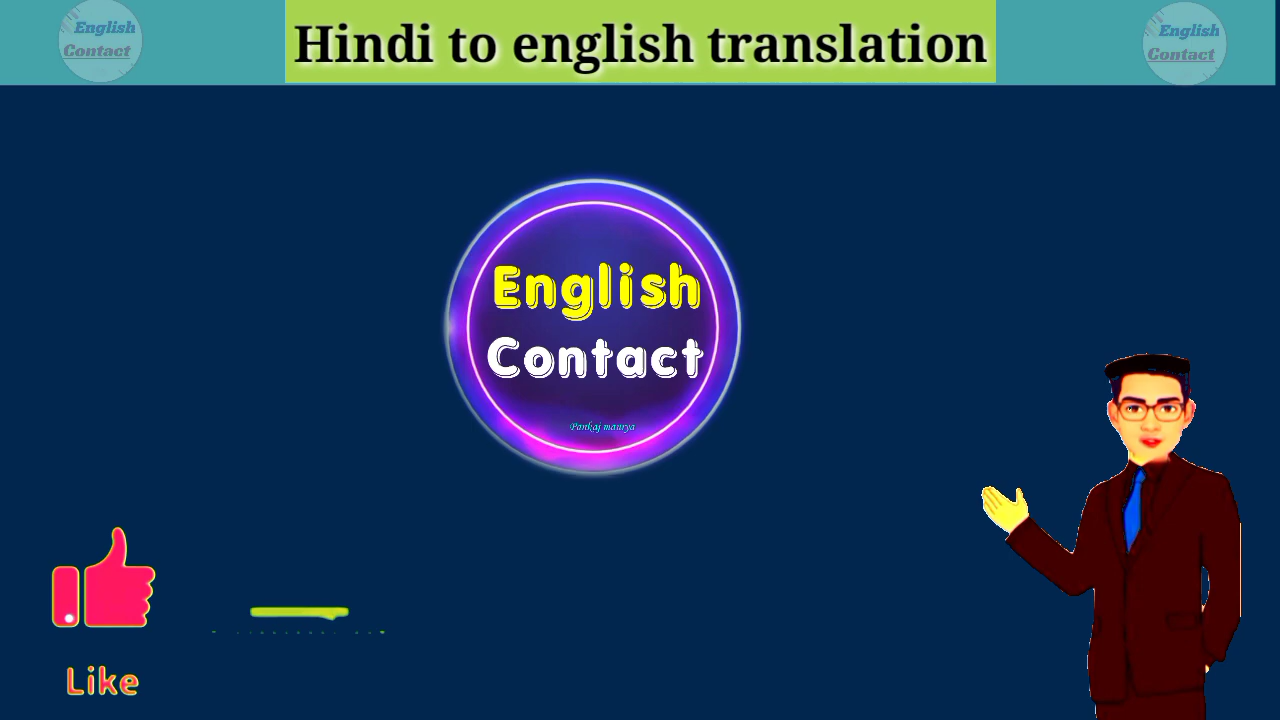 English
Contact
Hindi to english translation
English
Contact
English
Contact
Pankaj maurya
Like